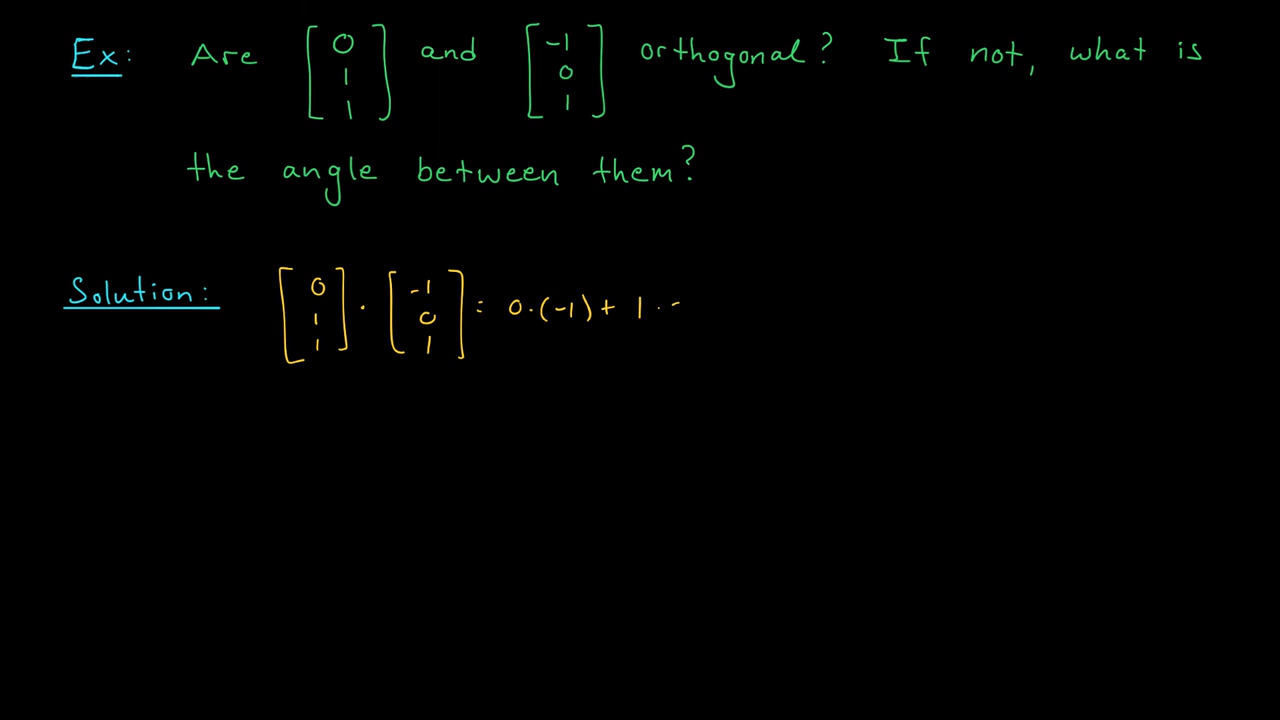 Ex: Are [0 1 1] and [-1 0 1] orthogonal? If not, what is
the angle between them?
Solution: [0 1 1] · [-1 0 1] = 0·(-1) + 1·